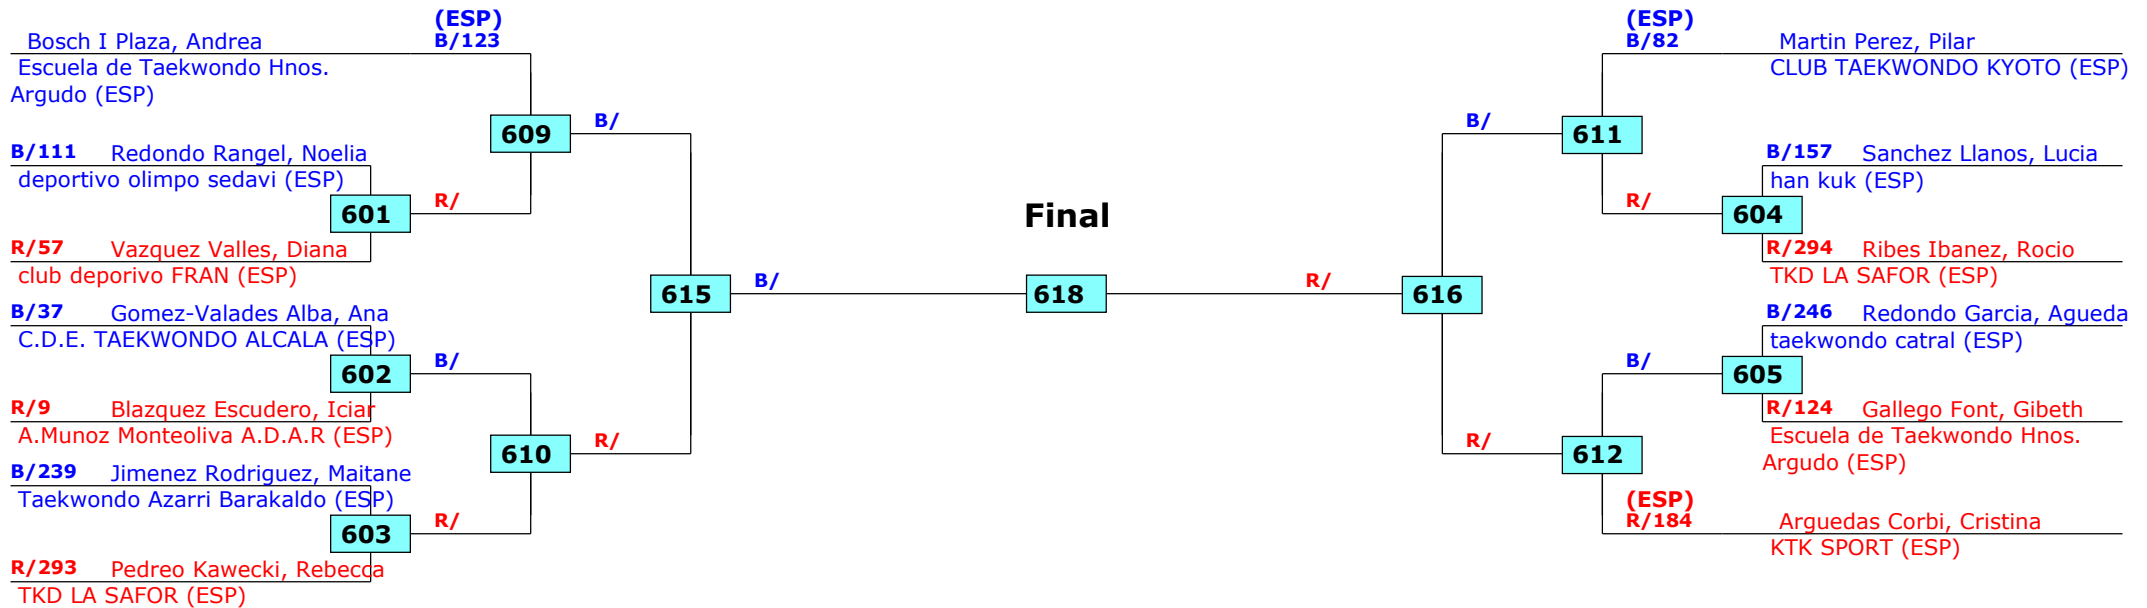 (ESP)
Bosch I Plaza, Andrea B/123
Escuela de Taekwondo Hnos.
Argudo (ESP)
609
B/
B/111 Redondo Rangel, Noelia
deportivo olimpo sedavi (ESP)
601
R/
R/57 Vazquez Valles, Diana
club deporivo FRAN (ESP)
615
B/
B/37 Gomez-Valades Alba, Ana
C.D.E. TAEKWONDO ALCALA (ESP)
602
B/
R/9 Blazquez Escudero, Iciar
A.Munoz Monteoliva A.D.A.R (ESP)
610
R/
B/239 Jimenez Rodriguez, Maitane
Taekwondo Azarri Barakaldo (ESP)
603
R/
R/293 Pedreo Kawecki, Rebecca
TKD LA SAFOR (ESP)
Final
618
(ESP)
B/82 Martin Perez, Pilar
CLUB TAEKWONDO KYOTO (ESP)
B/
611
B/157 Sanchez Llanos, Lucia
han kuk (ESP)
R/
604
R/294 Ribes Ibanez, Rocio
TKD LA SAFOR (ESP)
R/
616
B/246 Redondo Garcia, Agueda
taekwondo catral (ESP)
B/
605
R/124 Gallego Font, Gibeth
Escuela de Taekwondo Hnos.
Argudo (ESP)
R/
612
(ESP)
R/184 Arguedas Corbi, Cristina
KTK SPORT (ESP)